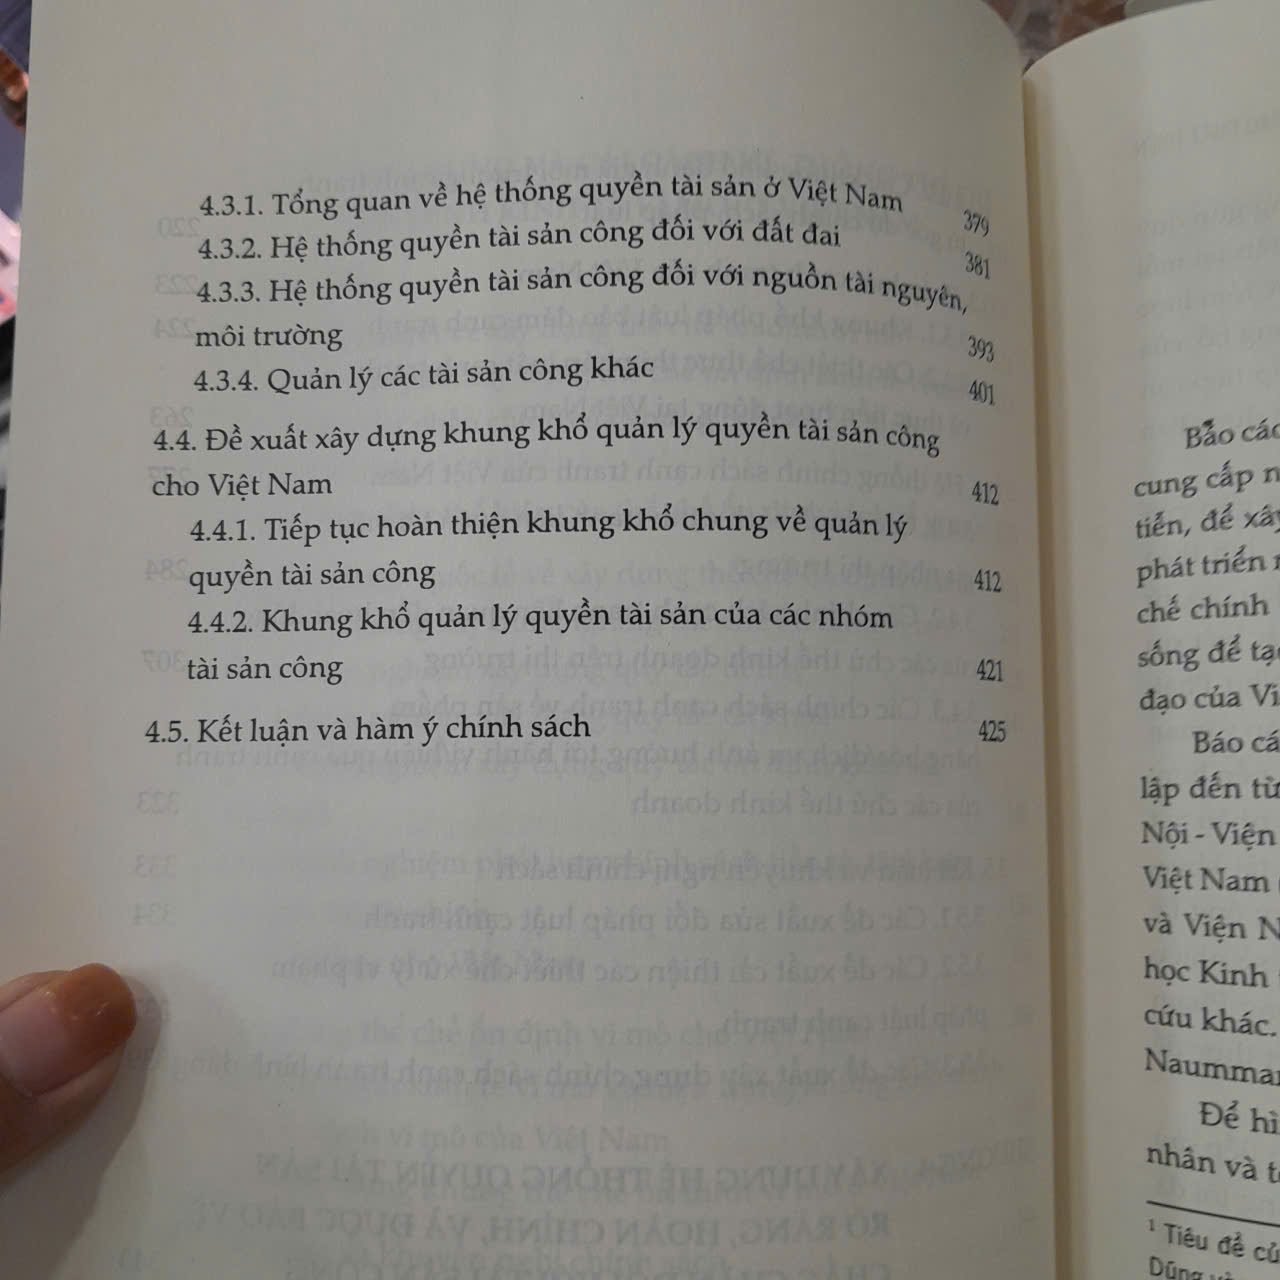 4.3.1. Tổng quan về hệ thống quyền tài sản ở Việt Nam 379
4.3.2. Hệ thống quyền tài sản công đối với đất đai 381
4.3.3. Hệ thống quyền tài sản công đối với nguồn tài nguyên,
môi trường 393
4.3.4. Quản lý các tài sản công khác 401
4.4. Đề xuất xây dựng khung khổ quản lý quyền tài sản công
cho Việt Nam 412
4.4.1. Tiếp tục hoàn thiện khung khổ chung về quản lý
quyền tài sản công 412
4.4.2. Khung khổ quản lý quyền tài sản của các nhóm
tài sản công 421
4.5. Kết luận và hàm ý chính sách 425
Báo các
cung cấp
tiễn, để xây
phát triển
chế chính
sống để
đạo của
Báo
lập đến từ
Nội - Viện
Việt Nam
và Viện
học Kinh
cứu khác.
Để
nhân và
1 Tiêu đề
Dũng